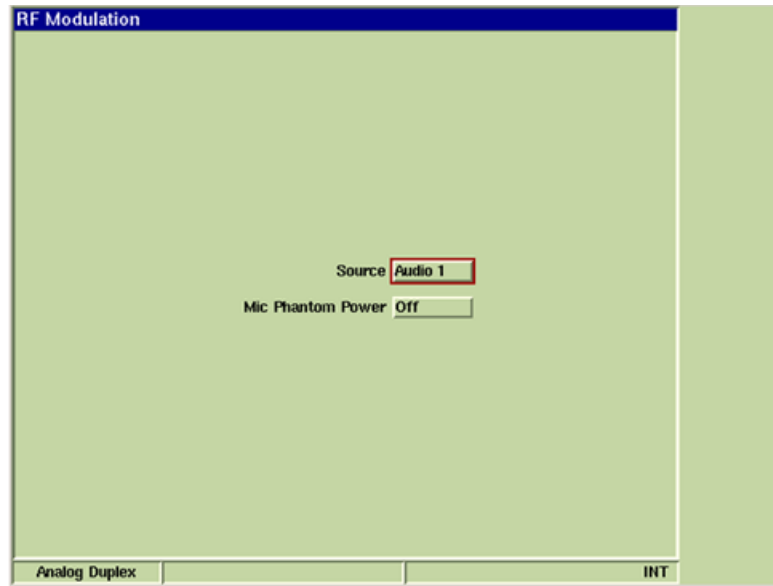 RF Modulation
Source Audio 1
Mic Phantom Power Off
Analog Duplex INT